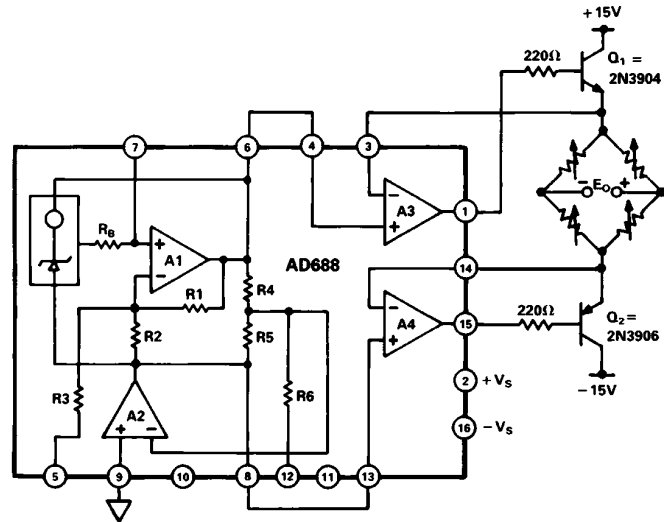 +15V
220Ω
Q1 =
2N3904
7
6
4
3
− EO +
RB
+
A1
−
−
A3
+
1
AD688
R4
R1
14
R2
R5
−
A4
+
15
220Ω
Q2 =
2N3906
R3
A2
R6
2 +VS
−15V
+ −
16 −VS
5
9
10
8
12
11
13